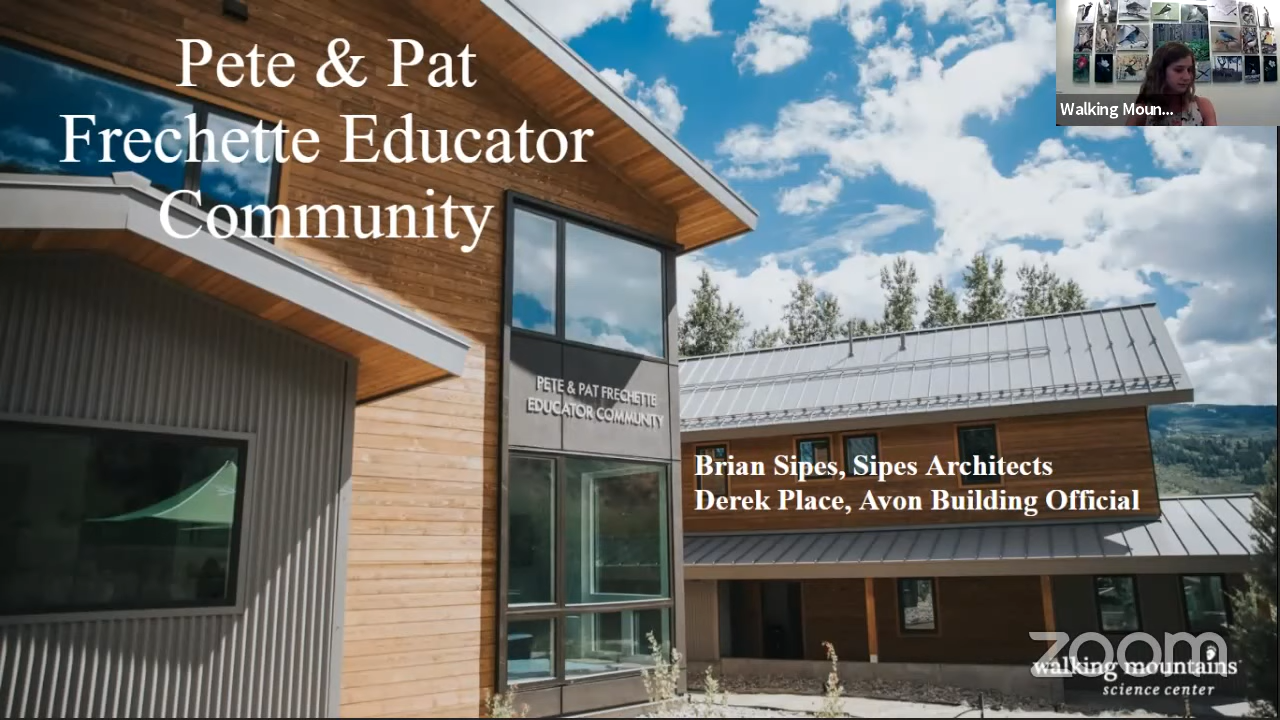 Pete & Pat
Frechette Educator
Community
Walking Moun...
PETE & PAT FRECHETTE
EDUCATOR COMMUNITY
Brian Sipes, Sipes Architects
Derek Place, Avon Building Official
zoom
walking mountains
science center